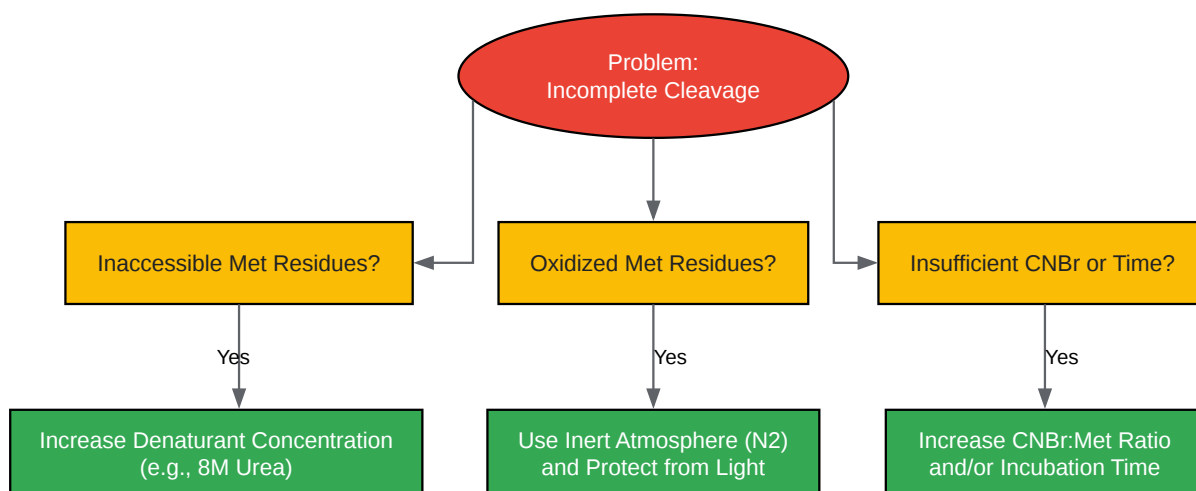 Problem:
Incomplete Cleavage
Inaccessible Met Residues?
Oxidized Met Residues?
Insufficient CNBr or Time?
Yes
Yes
Yes
Increase Denaturant Concentration
(e.g., 8M Urea)
Use Inert Atmosphere (N2)
and Protect from Light
Increase CNBr:Met Ratio
and/or Incubation Time